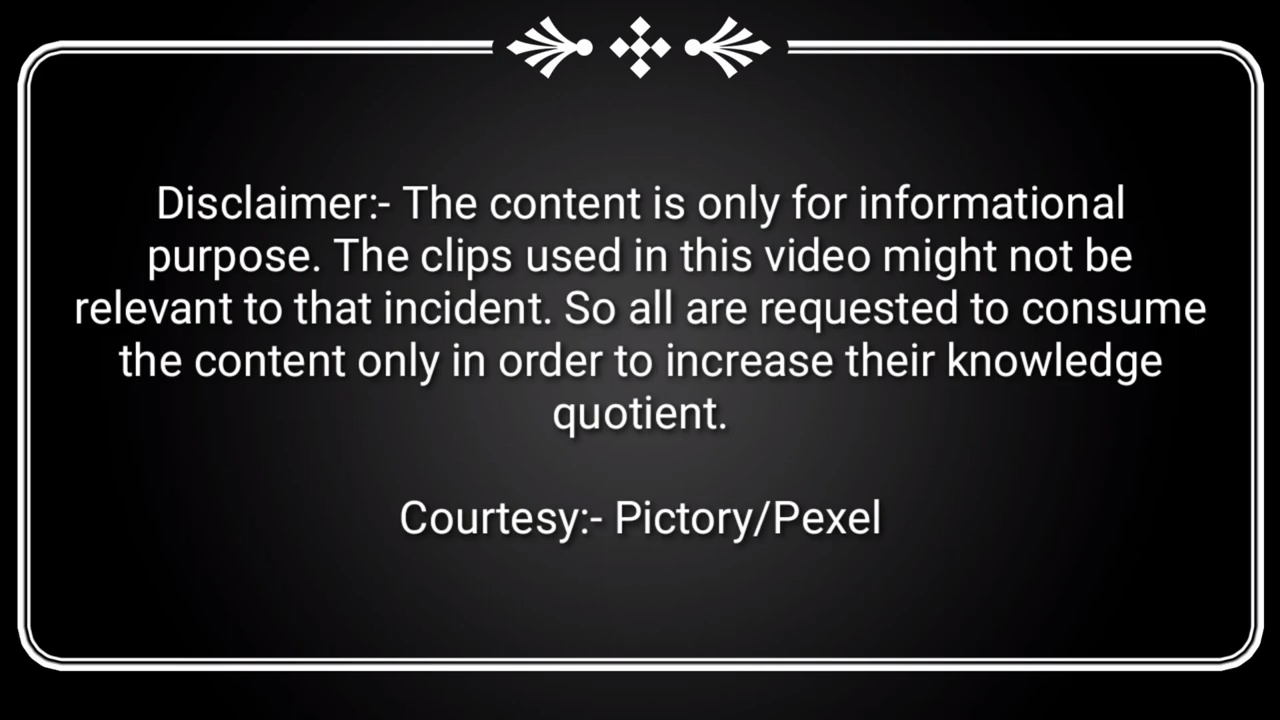 Disclaimer:- The content is only for informational
purpose. The clips used in this video might not be
relevant to that incident. So all are requested to consume
the content only in order to increase their knowledge
quotient.
Courtesy:- Pictory/Pexel